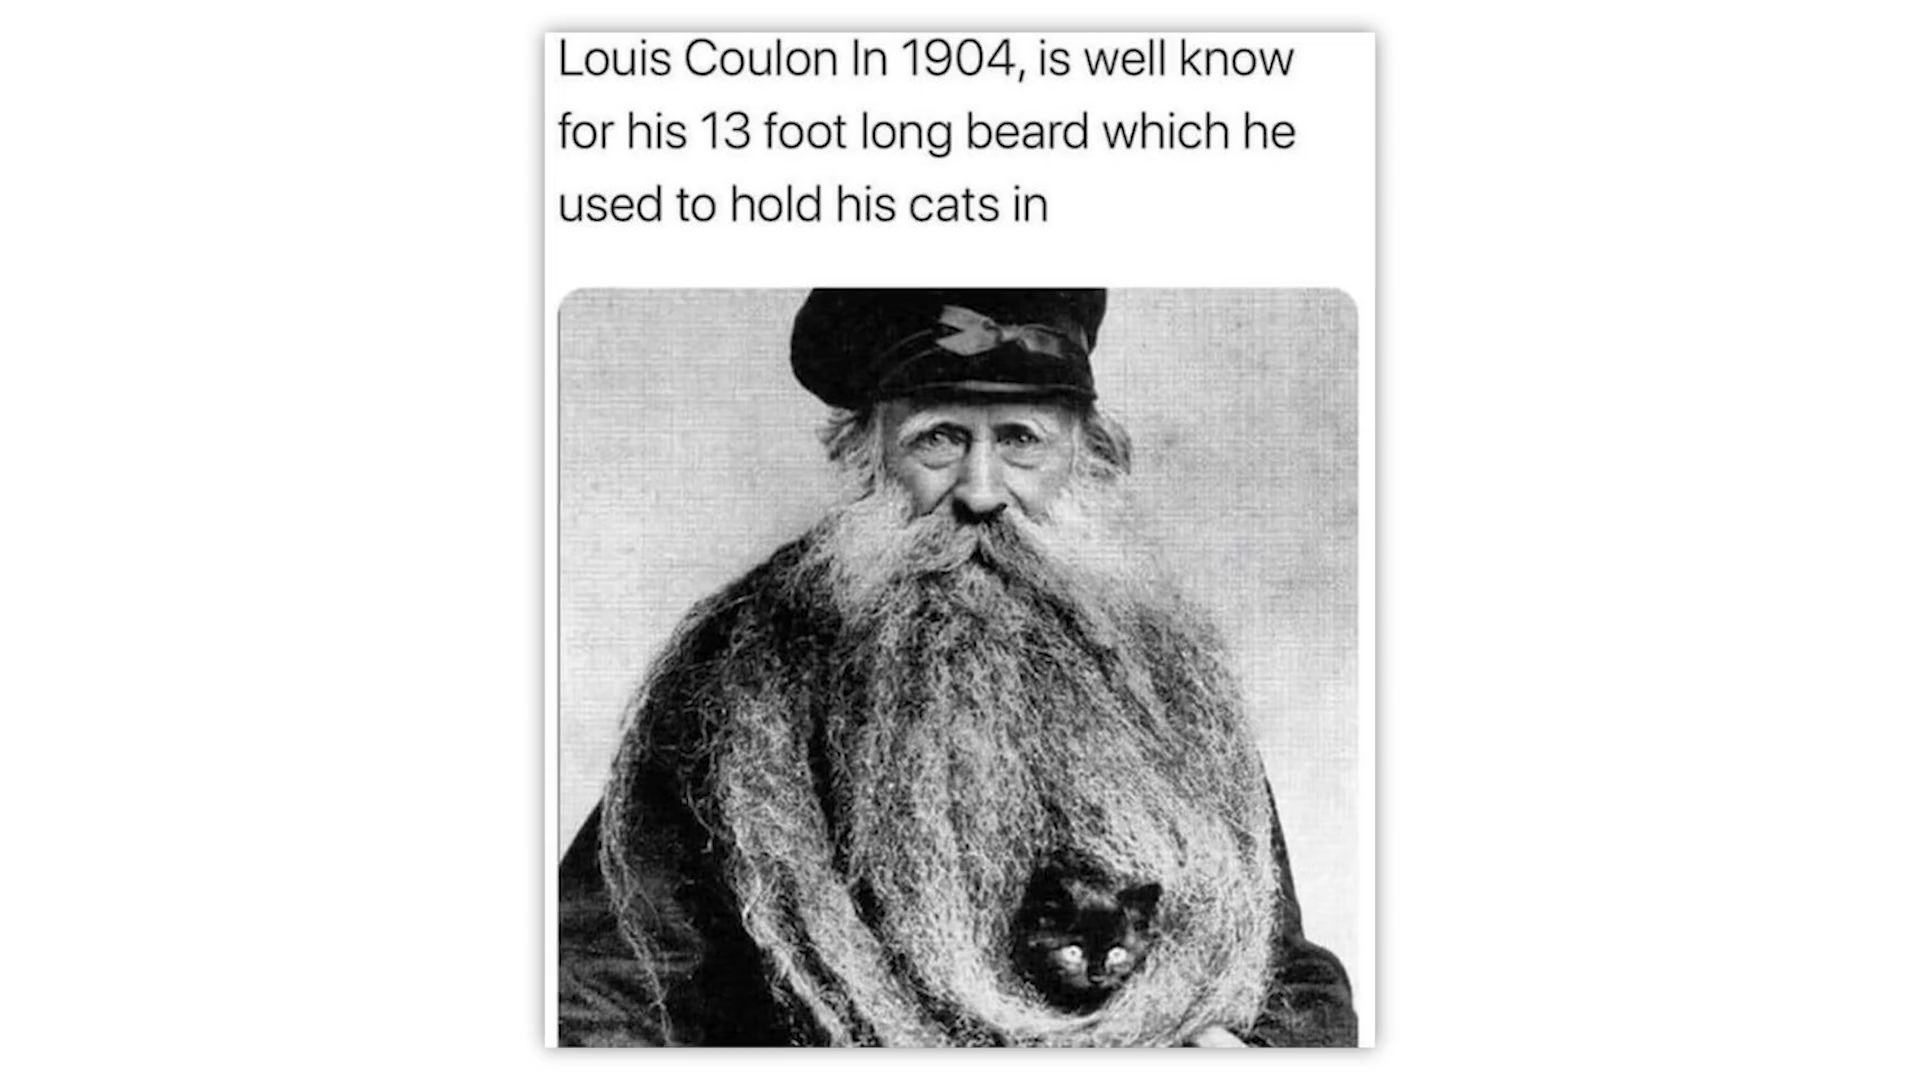 Louis Coulon In 1904, is well know
for his 13 foot long beard which he
used to hold his cats in